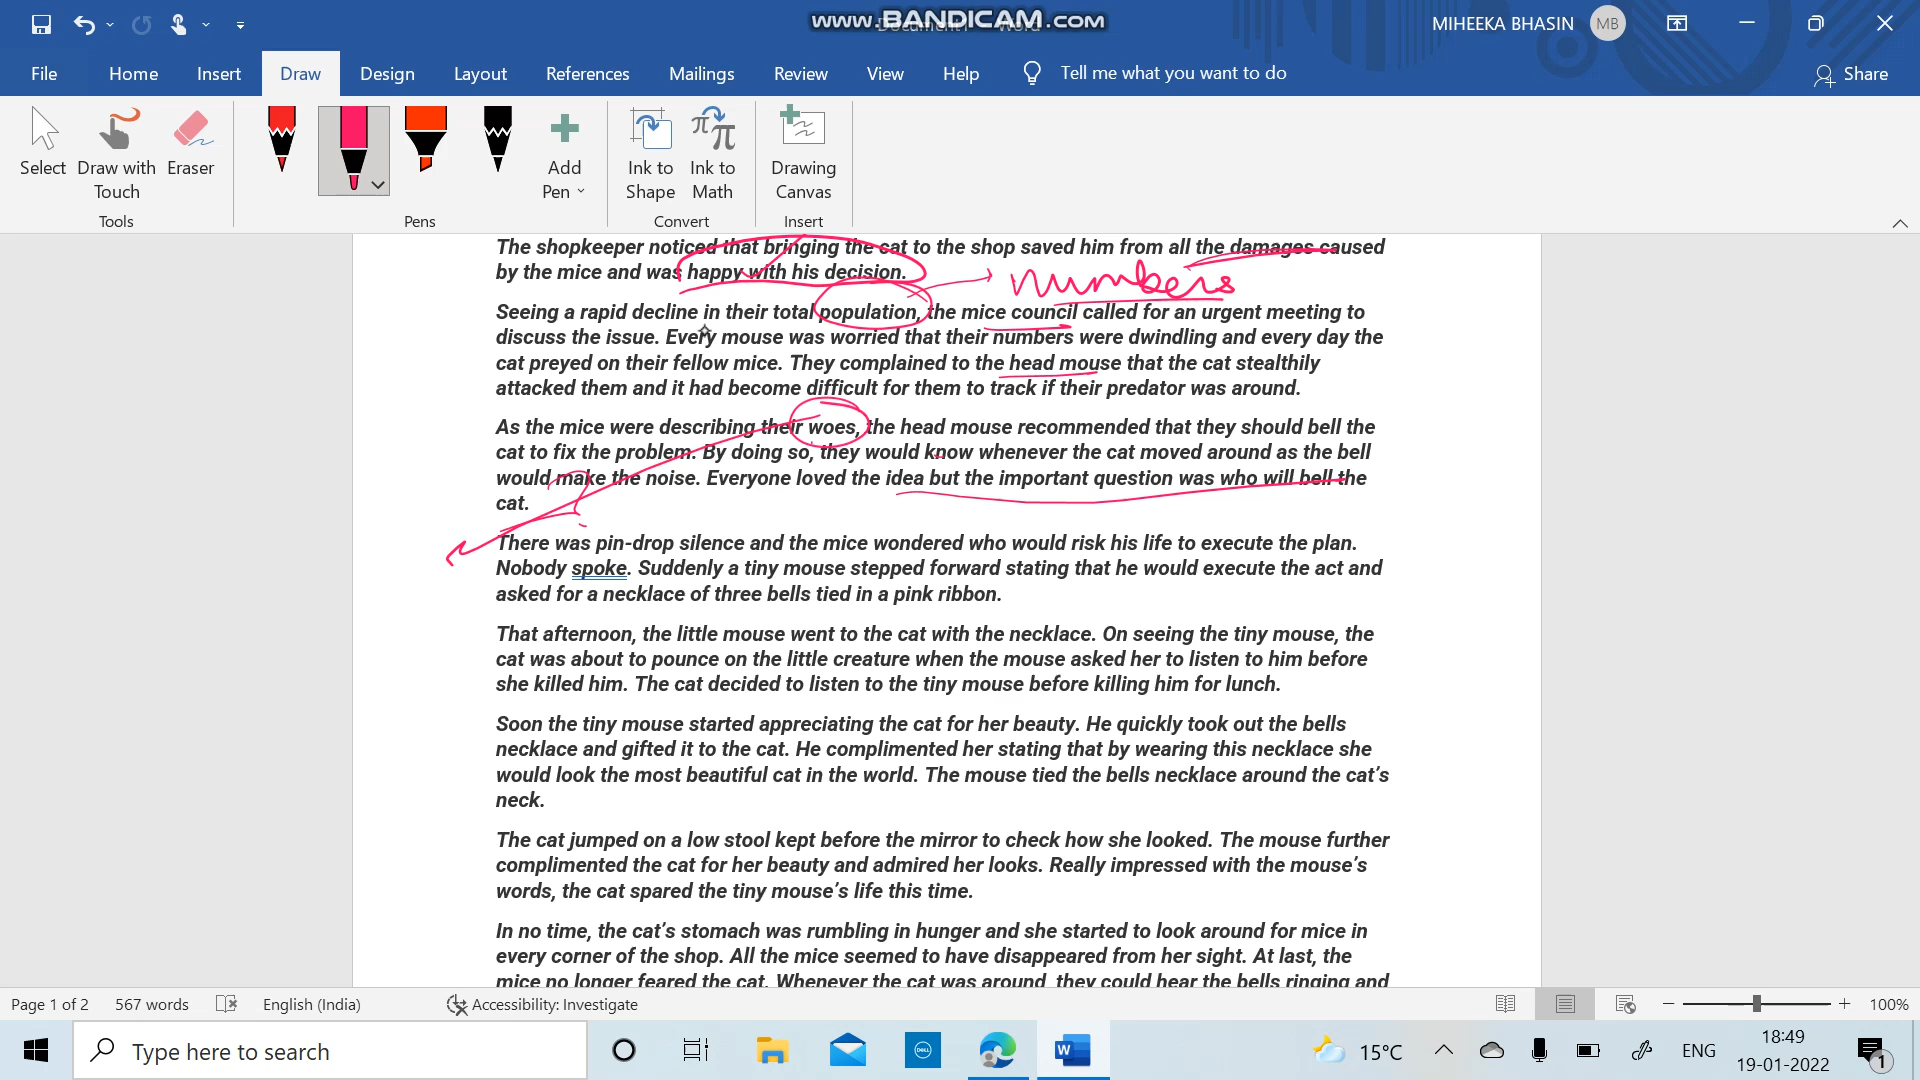 www.BANDICAM.com
MIHEEKA BHASIN MB
File Home Insert Draw Design Layout References Mailings Review View Help Tell me what you want to do Share
Select Draw with Touch Eraser Add Pen Ink to Shape Ink to Math Drawing Canvas
Tools Pens Convert Insert
The shopkeeper noticed that bringing the cat to the shop saved him from all the damages caused
by the mice and was happy with his decision.
numbers
Seeing a rapid decline in their total population, the mice council called for an urgent meeting to
discuss the issue. Every mouse was worried that their numbers were dwindling and every day the
cat preyed on their fellow mice. They complained to the head mouse that the cat stealthily
attacked them and it had become difficult for them to track if their predator was around.
As the mice were describing their woes, the head mouse recommended that they should bell the
cat to fix the problem. By doing so, they would know whenever the cat moved around as the bell
would make the noise. Everyone loved the idea but the important question was who will bell the
cat.
There was pin-drop silence and the mice wondered who would risk his life to execute the plan.
Nobody spoke. Suddenly a tiny mouse stepped forward stating that he would execute the act and
asked for a necklace of three bells tied in a pink ribbon.
That afternoon, the little mouse went to the cat with the necklace. On seeing the tiny mouse, the
cat was about to pounce on the little creature when the mouse asked her to listen to him before
she killed him. The cat decided to listen to the tiny mouse before killing him for lunch.
Soon the tiny mouse started appreciating the cat for her beauty. He quickly took out the bells
necklace and gifted it to the cat. He complimented her stating that by wearing this necklace she
would look the most beautiful cat in the world. The mouse tied the bells necklace around the cat's
neck.
The cat jumped on a low stool kept before the mirror to check how she looked. The mouse further
complimented the cat for her beauty and admired her looks. Really impressed with the mouse's
words, the cat spared the tiny mouse's life this time.
In no time, the cat's stomach was rumbling in hunger and she started to look around for mice in
every corner of the shop. All the mice seemed to have disappeared from her sight. At last, the
mice no longer feared the cat. Whenever the cat was around, they could hear the bells ringing and
Page 1 of 2 567 words English (India) Accessibility: Investigate 100%
Type here to search DELL W 15°C ENG 18:49
19-01-2022 1